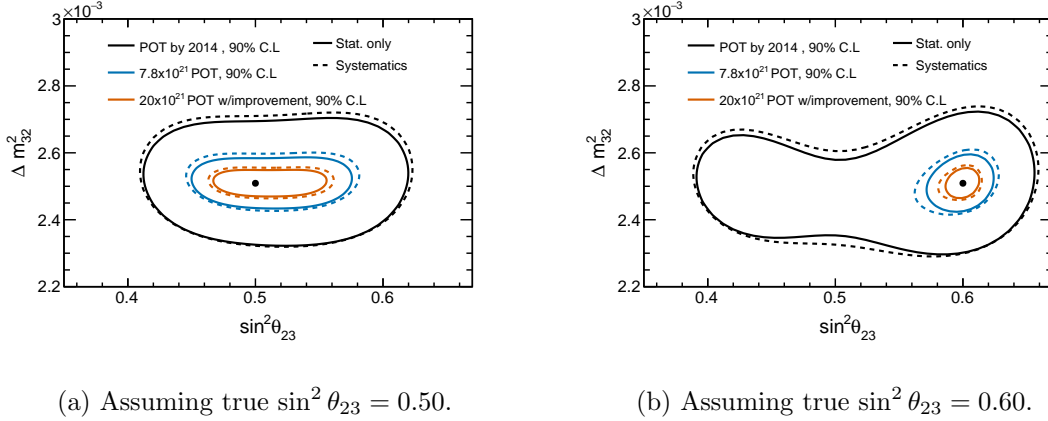 3
×10⁻³
POT by 2014 , 90% C.L
Stat. only
7.8x10²¹ POT, 90% C.L
Systematics
20x10²¹ POT w/improvement, 90% C.L
2.8
2.6
2.4
2.2
Δ m²₃₂
0.4
0.5
0.6
sin²θ₂₃
(a) Assuming true sin² θ₂₃ = 0.50.
3
×10⁻³
POT by 2014 , 90% C.L
Stat. only
7.8x10²¹ POT, 90% C.L
Systematics
20x10²¹ POT w/improvement, 90% C.L
2.8
2.6
2.4
2.2
Δ m²₃₂
0.4
0.5
0.6
sin²θ₂₃
(b) Assuming true sin² θ₂₃ = 0.60.